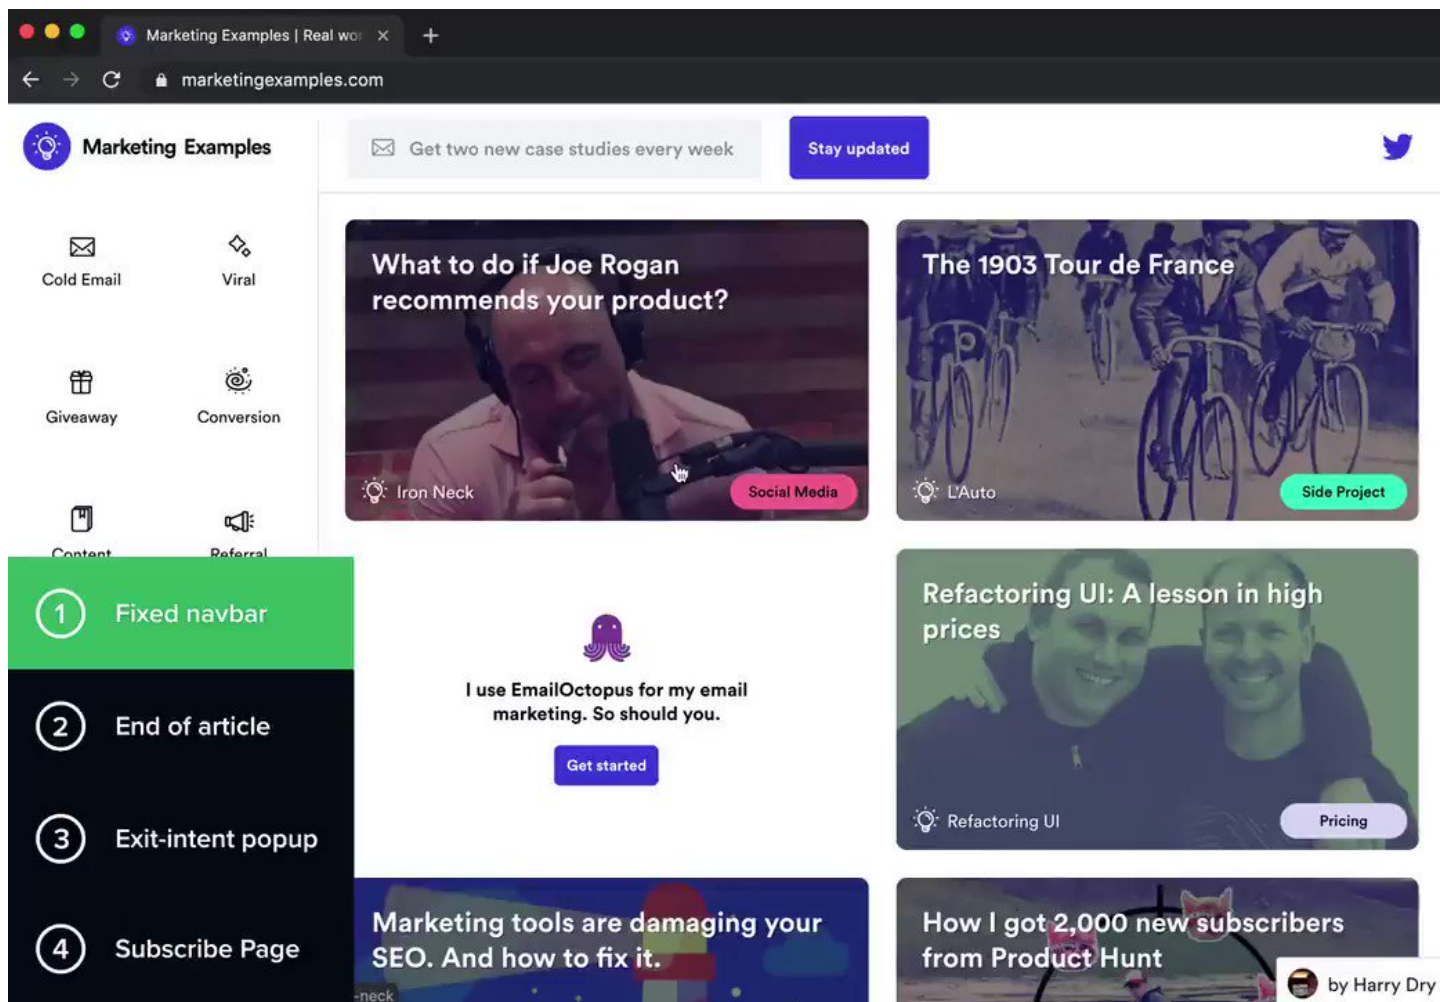 Marketing Examples | Real wor
marketingexamples.com
Marketing Examples
Get two new case studies every week
Stay updated
Cold Email
Viral
Giveaway
Conversion
Content
Referral
What to do if Joe Rogan
recommends your product?
Iron Neck
Social Media
The 1903 Tour de France
L'Auto
Side Project
I use EmailOctopus for my email
marketing. So should you.
Get started
Refactoring UI: A lesson in high
prices
Refactoring UI
Pricing
1 Fixed navbar
2 End of article
3 Exit-intent popup
4 Subscribe Page
Marketing tools are damaging your
SEO. And how to fix it.
-neck
How I got 2,000 new subscribers
from Product Hunt
by Harry Dry